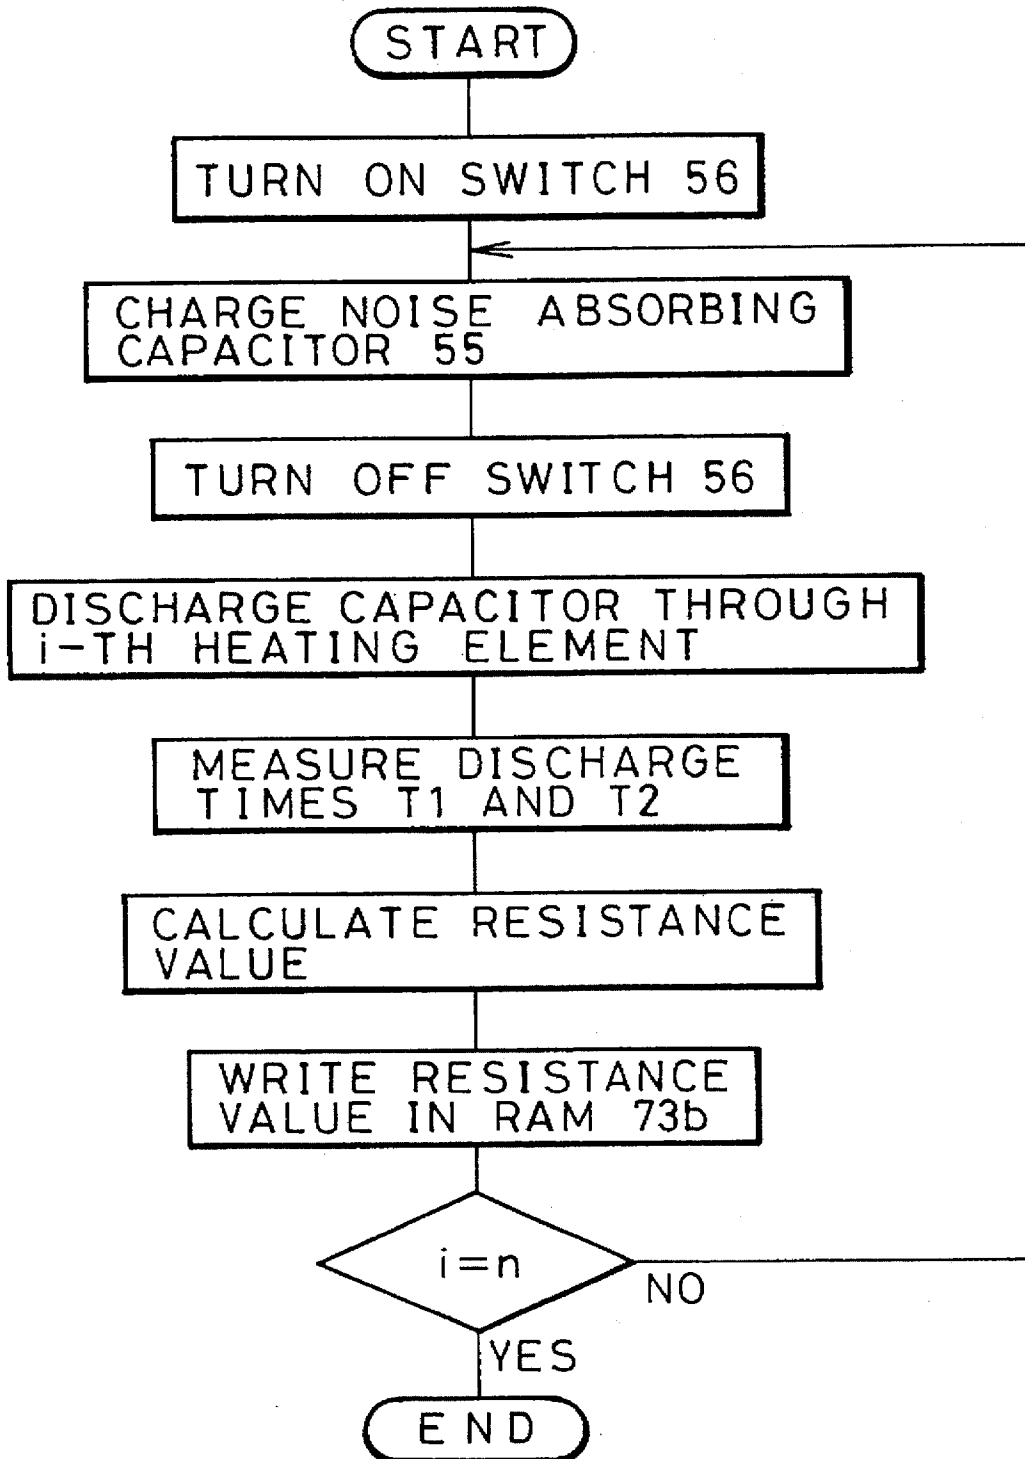 START
TURN ON SWITCH 56
CHARGE NOISE ABSORBING
CAPACITOR 55
TURN OFF SWITCH 56
DISCHARGE CAPACITOR THROUGH
i-TH HEATING ELEMENT
MEASURE DISCHARGE
TIMES T1 AND T2
CALCULATE RESISTANCE
VALUE
WRITE RESISTANCE
VALUE IN RAM 73b
i=n
NO
YES
END